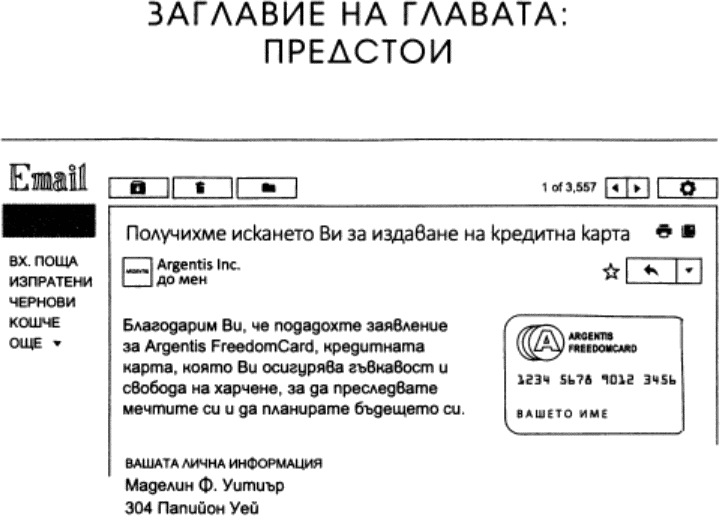 ЗАГЛАВИЕ НА ГЛАВАТА:
ПРЕДСТОИ
Email
1 of 3,557
ВХ. ПОЩА
ИЗПРАТЕНИ
ЧЕРНОВИ
КОШЧЕ
ОЩЕ
Получихме искането Ви за издаване на кредитна карта
ARGENTIS
Argentis Inc.
до мен
Благодарим Ви, че подадохте заявление
за Argentis FreedomCard, кредитната
карта, която Ви осигурява гъвкавост и
свобода на харчене, за да преследвате
мечтите си и да планирате бъдещето си.
A
ARGENTIS
FREEDOMCARD
1234 5678 9012 3456
ВАШЕТО ИМЕ
ВАШАТА ЛИЧНА ИНФОРМАЦИЯ
Маделин Ф. Уитиър
304 Папийон Уей